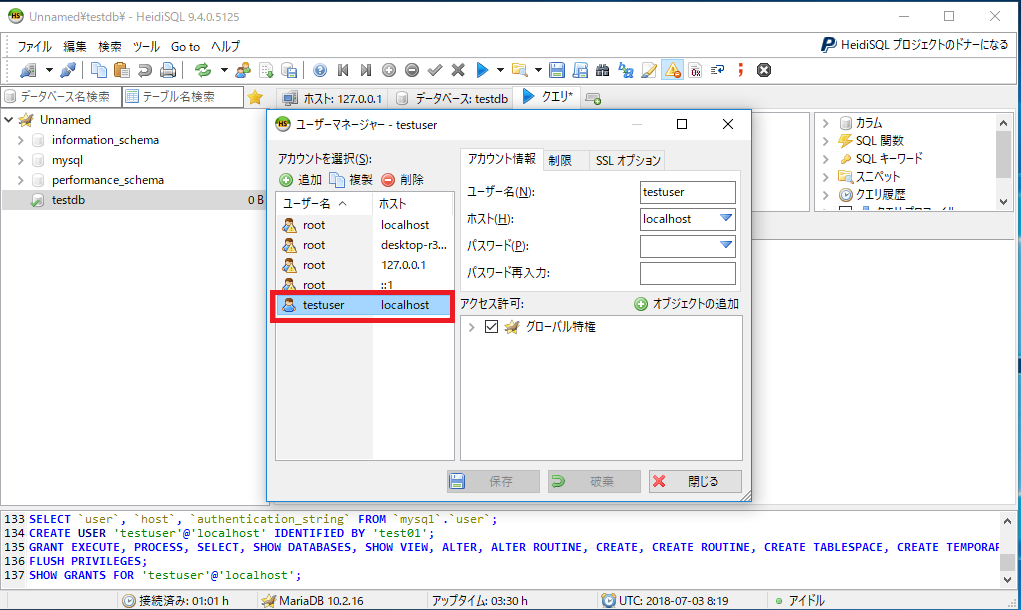 Unnamed¥testdb¥ - HeidiSQL 9.4.0.5125
ファイル 編集 検索 ツール Go to ヘルプ
HeidiSQL プロジェクトのドナーになる
データベース名検索 テーブル名検索 ホスト: 127.0.0.1 データベース: testdb クエリ*
Unnamed
information_schema
mysql
performance_schema
testdb 0 B
カラム
SQL 関数
SQL キーワード
スニペット
クエリ履歴
ユーザーマネージャー - testuser
アカウントを選択(S):
追加 複製 削除
ユーザー名 ホスト
root localhost
root desktop-r3...
root 127.0.0.1
root ::1
testuser localhost
アカウント情報 制限 SSL オプション
ユーザー名(N): testuser
ホスト(H): localhost
パスワード(P):
パスワード再入力:
アクセス許可: オブジェクトの追加
グローバル特権
保存 破棄 閉じる
133 SELECT `user`, `host`, `authentication_string` FROM `mysql`.`user`;
134 CREATE USER 'testuser'@'localhost' IDENTIFIED BY 'test01';
135 GRANT EXECUTE, PROCESS, SELECT, SHOW DATABASES, SHOW VIEW, ALTER, ALTER ROUTINE, CREATE, CREATE ROUTINE, CREATE TABLESPACE, CREATE TEMPORAR
136 FLUSH PRIVILEGES;
137 SHOW GRANTS FOR 'testuser'@'localhost';
接続済み: 01:01 h MariaDB 10.2.16 アップタイム: 03:30 h UTC: 2018-07-03 8:19 アイドル